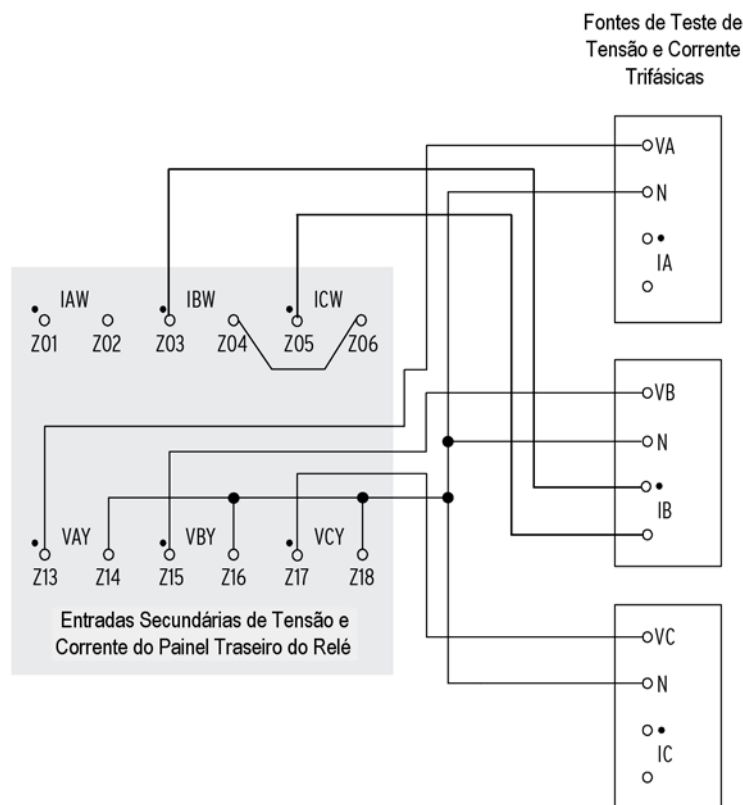 Fontes de Teste de
Tensão e Corrente
Trifásicas
VA
N
IA
IAW IBW ICW
Z01 Z02 Z03 Z04 Z05 Z06
VB
N
IB
VAY VBY VCY
Z13 Z14 Z15 Z16 Z17 Z18
Entradas Secundárias de Tensão e
Corrente do Painel Traseiro do Relé
VC
N
IC